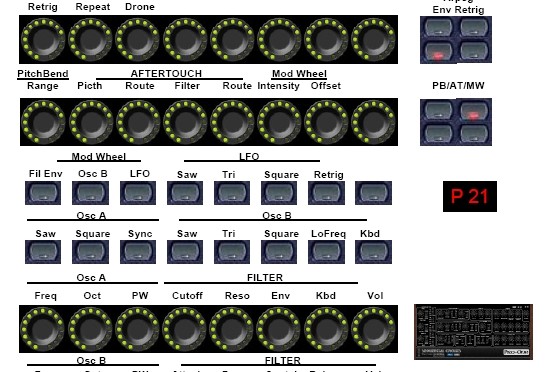 Retrig Repeat Drone
Env Retrig
PitchBend AFTERTOUCH Mod Wheel
Range Picth Route Filter Route Intensity Offset
PB/AT/MW
Mod Wheel LFO
Fil Env Osc B LFO Saw Tri Square Retrig
P 21
Osc A Osc B
Saw Square Sync Saw Tri Square LoFreq Kbd
Osc A FILTER
Freq Oct PW Cutoff Reso Env Kbd Vol
Osc B FILTER